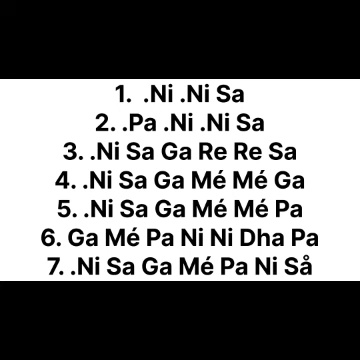 1. .Ni .Ni Sa
2. .Pa .Ni .Ni Sa
3. .Ni Sa Ga Re Re Sa
4. .Ni Sa Ga Mé Mé Ga
5. .Ni Sa Ga Mé Mé Pa
6. Ga Mé Pa Ni Ni Dha Pa
7. .Ni Sa Ga Mé Pa Ni Så